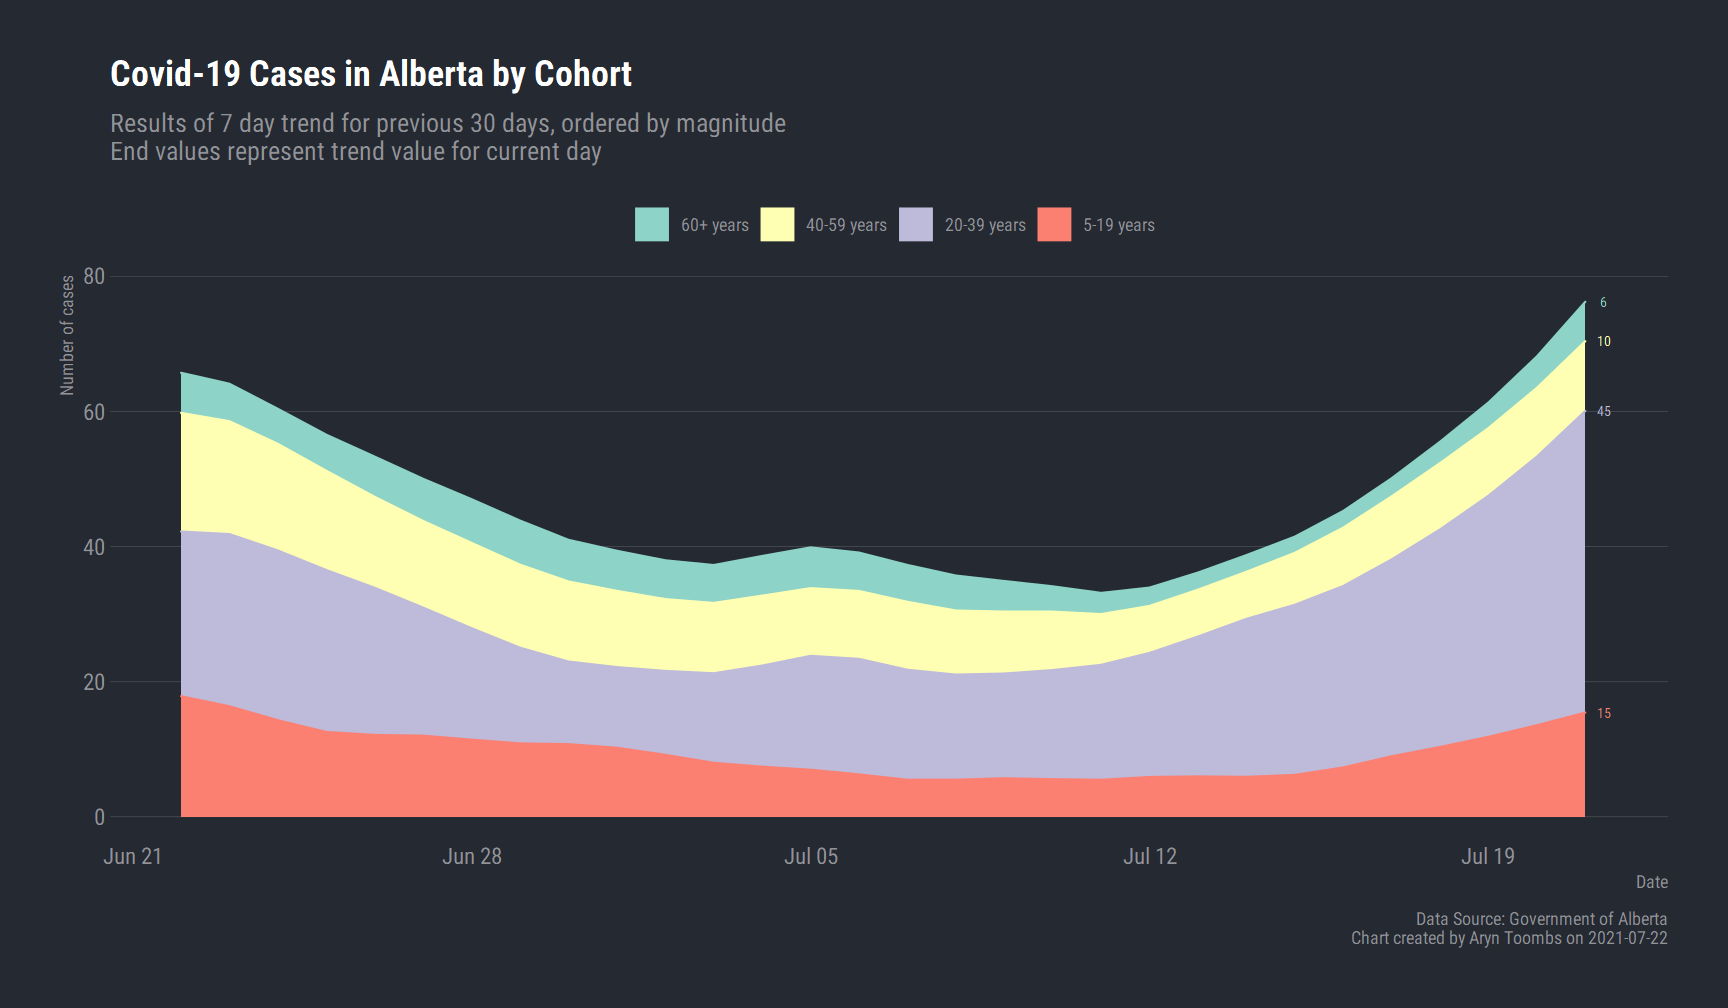 Covid-19 Cases in Alberta by Cohort
Results of 7 day trend for previous 30 days, ordered by magnitude
End values represent trend value for current day
60+ years 40-59 years 20-39 years 5-19 years
Number of cases
80
60
40
20
0
6
10
45
15
Jun 21 Jun 28 Jul 05 Jul 12 Jul 19
Date
Data Source: Government of Alberta
Chart created by Aryn Toombs on 2021-07-22